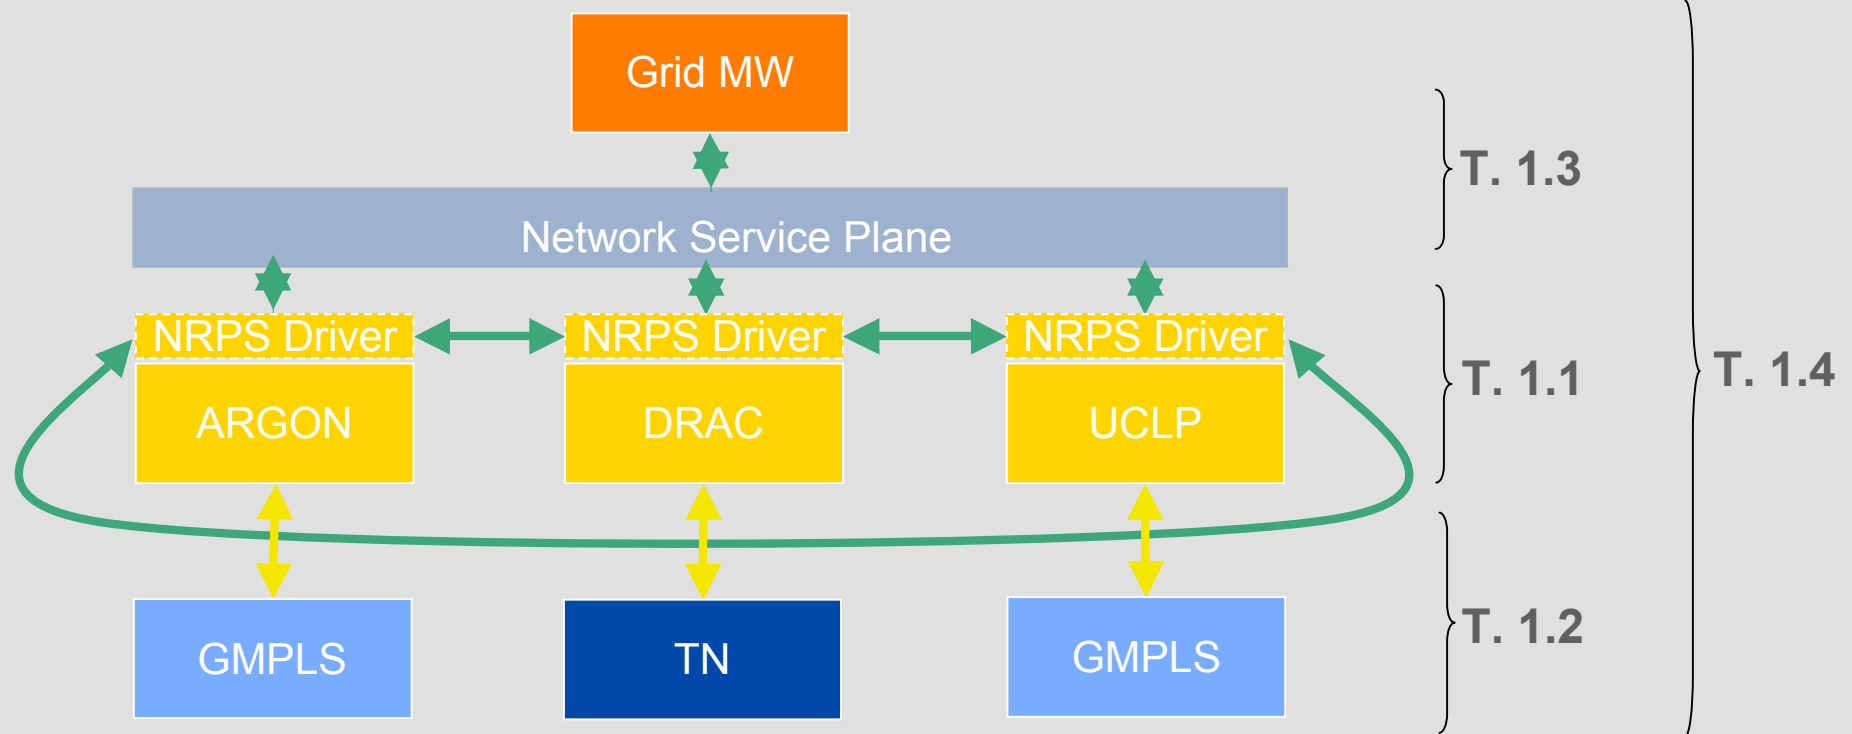 Grid MW
T. 1.3
Network Service Plane
NRPS Driver NRPS Driver NRPS Driver
T. 1.1
T. 1.4
ARGON DRAC UCLP
T. 1.2
GMPLS TN GMPLS